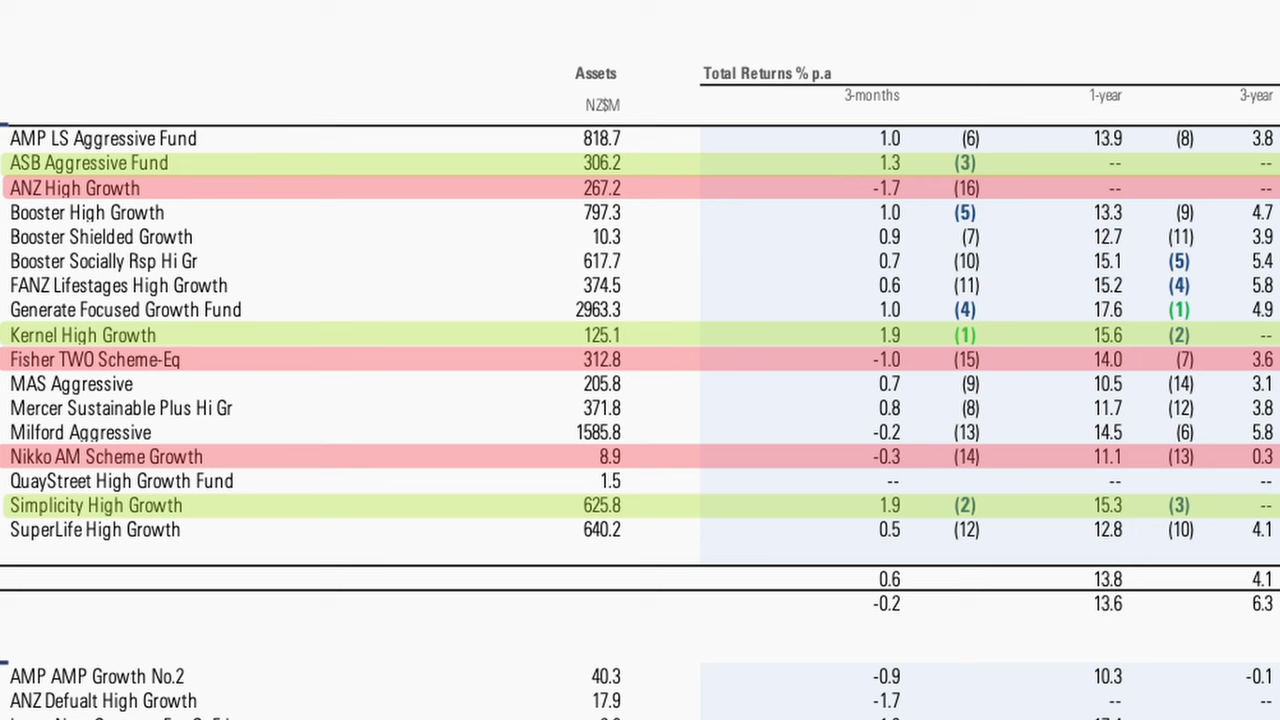 Assets Total Returns % p.a
NZ$M 3-months 1-year 3-year
AMP LS Aggressive Fund 818.7 1.0 (6) 13.9 (8) 3.8
ASB Aggressive Fund 306.2 1.3 (3) -- --
ANZ High Growth 267.2 -1.7 (16) -- --
Booster High Growth 797.3 1.0 (5) 13.3 (9) 4.7
Booster Shielded Growth 10.3 0.9 (7) 12.7 (11) 3.9
Booster Socially Rsp Hi Gr 617.7 0.7 (10) 15.1 (5) 5.4
FANZ Lifestages High Growth 374.5 0.6 (11) 15.2 (4) 5.8
Generate Focused Growth Fund 2963.3 1.0 (4) 17.6 (1) 4.9
Kernel High Growth 125.1 1.9 (1) 15.6 (2) --
Fisher TWO Scheme-Eq 312.8 -1.0 (15) 14.0 (7) 3.6
MAS Aggressive 205.8 0.7 (9) 10.5 (14) 3.1
Mercer Sustainable Plus Hi Gr 371.8 0.8 (8) 11.7 (12) 3.8
Milford Aggressive 1585.8 -0.2 (13) 14.5 (6) 5.8
Nikko AM Scheme Growth 8.9 -0.3 (14) 11.1 (13) 0.3
QuayStreet High Growth Fund 1.5 -- -- --
Simplicity High Growth 625.8 1.9 (2) 15.3 (3) --
SuperLife High Growth 640.2 0.5 (12) 12.8 (10) 4.1
0.6 13.8 4.1
-0.2 13.6 6.3
AMP AMP Growth No.2 40.3 -0.9 10.3 -0.1
ANZ Defualt High Growth 17.9 -1.7 -- --